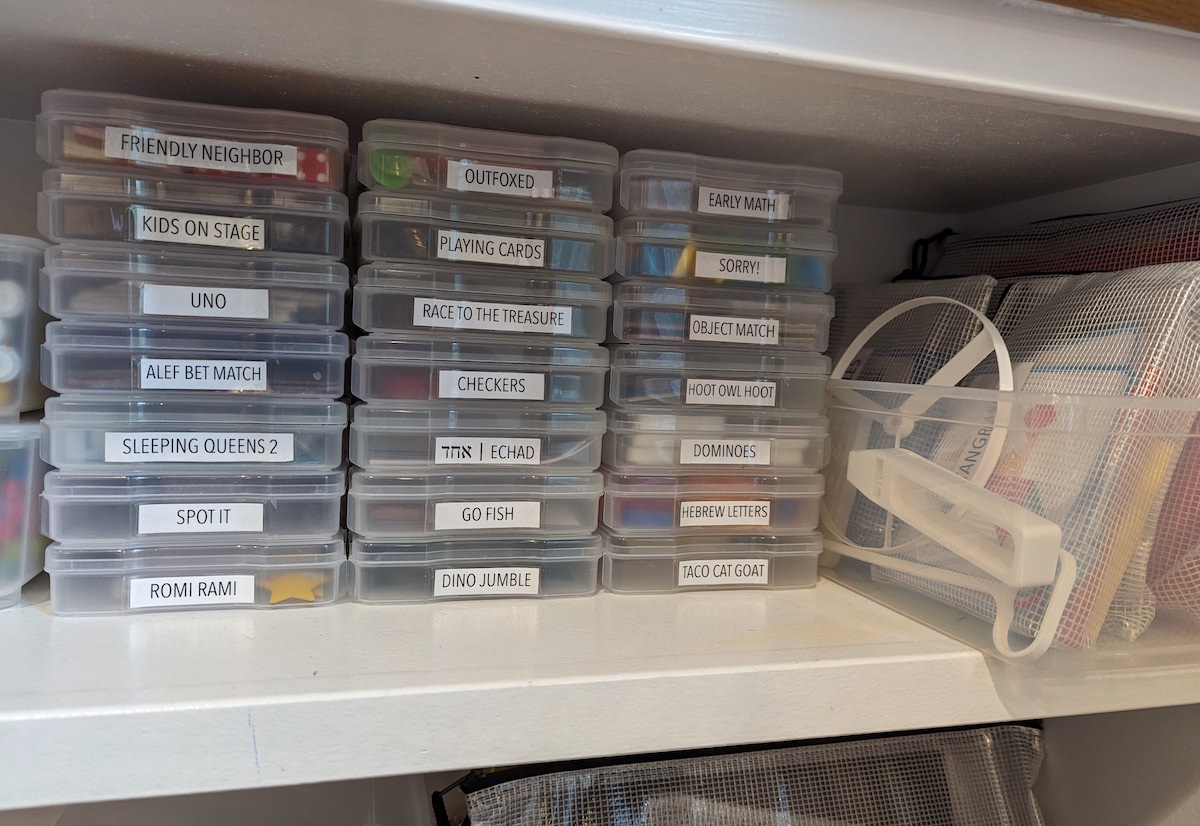 FRIENDLY NEIGHBOR
KIDS ON STAGE
UNO
ALEF BET MATCH
SLEEPING QUEENS 2
SPOT IT
ROMI RAMI
OUTFOXED
PLAYING CARDS
RACE TO THE TREASURE
CHECKERS
אחד | ECHAD
GO FISH
DINO JUMBLE
EARLY MATH
SORRY!
OBJECT MATCH
HOOT OWL HOOT
DOMINOES
HEBREW LETTERS
TACO CAT GOAT